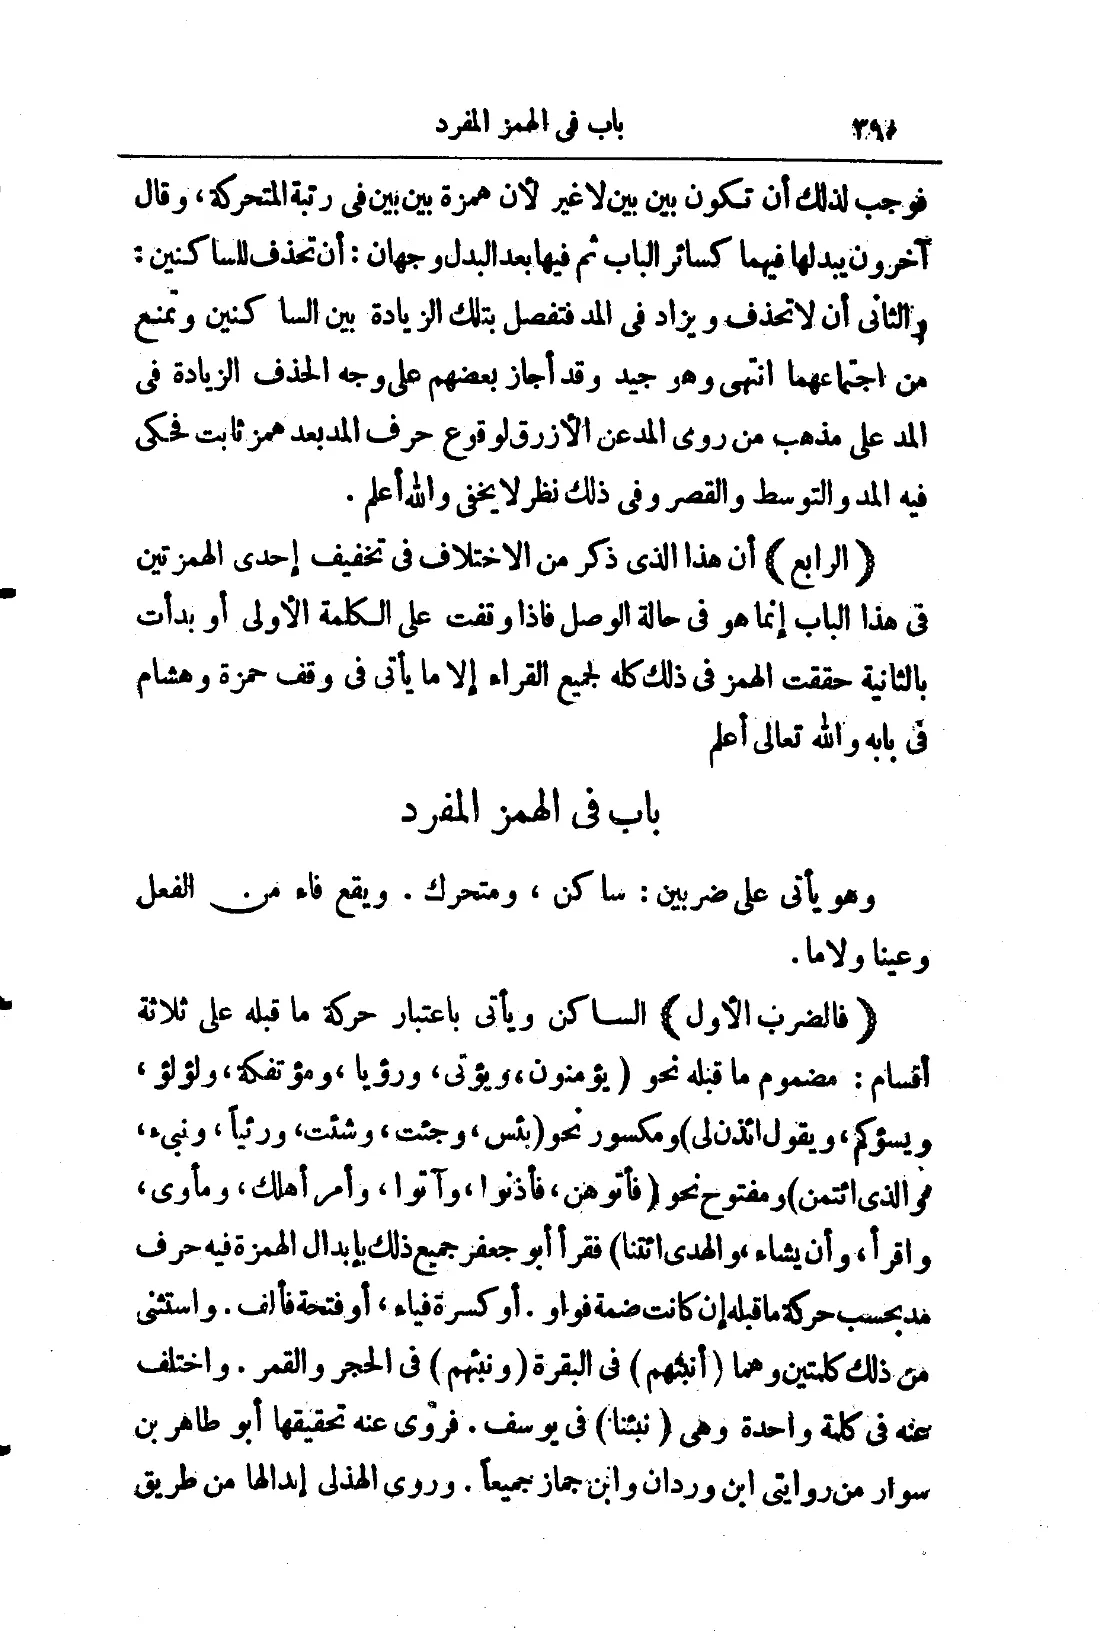 باب فى الهمز المفرد
فوجب لذلك أن تكون بين بين لا غير لأن همزة بين بين فى رتبة المتحركة، وقال
آخرون يبدلها فيهما كسائر الباب ثم فيها بعد البدل وجهان : أن تحذف للساكنين :
والثانى أن لا تحذف ويزاد فى المد فتفصل بتلك الزيادة بين الساكنين وتمنع
من اجتماعهما انتهى وهو جيد وقد أجاز بعضهم على وجه الحذف الزيادة فى
المد على مذهب من روى المد عن الأزرق لوقوع حرف المد بعد همز ثابت فحكى
فيه المد والتوسط والقصر وفى ذلك نظر لا يخفى والله أعلم .
﴿ الرابع ﴾ أن هذا الذى ذكر من الاختلاف فى تخفيف إحدى الهمزتين
فى هذا الباب إنما هو فى حالة الوصل فاذا وقفت على الكلمة الأولى أو بدأت
بالثانية حققت الهمز فى ذلك كله لجميع القراء إلا ما يأتى فى وقف حمزة وهشام
فى بابه والله تعالى أعلم
باب فى الهمز المفرد
وهو يأتى على ضربين : ساكن ، ومتحرك . ويقع فاء من الفعل
وعينا ولاما .
﴿ فالضرب الأول ﴾ الساكن ويأتى باعتبار حركة ما قبله على ثلاثة
أقسام : مضموم ما قبله نحو ( يؤمنون، ويؤتى، ورؤيا ، ومؤتفكة، ولؤلؤ ،
ويسؤكم، ويقول ائذن لى) ومكسور نحو (بئس ، وجئت، وشئت، ورئياً ، ونبىء،
والذى ائتمن) ومفتوح نحو ( فأتوهن، فأذنوا ، وآتوا ، وأمر أهلك، ومأوى،
واقرأ ، وأن يشاء ، والهدى ائتنا) فقرأ أبو جعفر جميع ذلك بإبدال الهمزة فيه حرف
مد بحسب حركة ما قبله إن كانت ضمة فواو . أو كسرة فياء ، أو فتحة فألف . واستثنى
من ذلك كلمتين وهما ( أنبئهم ) فى البقرة ( ونبئهم ) فى الحجر والقمر . واختلف
عنه فى كلمة واحدة وهى ( نبئنا ) فى يوسف . فروى عنه تحقيقها أبو طاهر بن
سوار من روايتى ابن وردان وابن جماز جميعاً . وروى الهذلى إبدالها من طريق